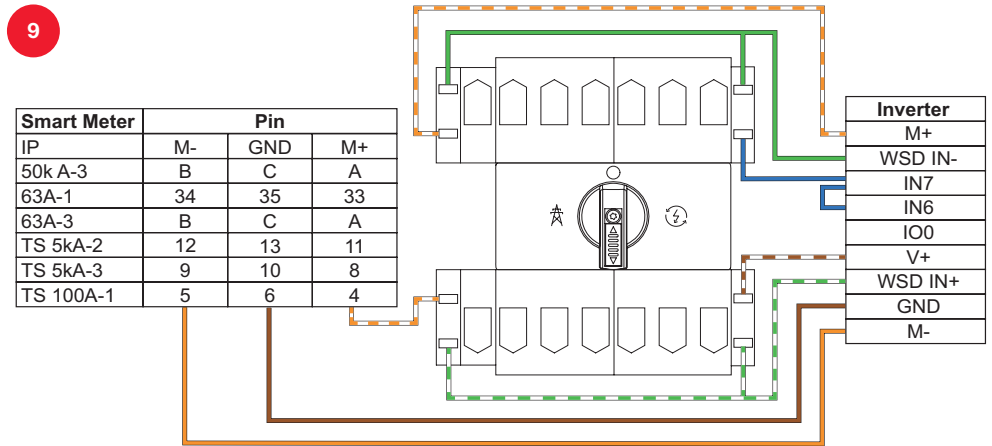 9
Smart Meter Pin
IP M- GND M+
50k A-3 B C A
63A-1 34 35 33
63A-3 B C A
TS 5kA-2 12 13 11
TS 5kA-3 9 10 8
TS 100A-1 5 6 4
Inverter
M+
WSD IN-
IN7
IN6
IO0
V+
WSD IN+
GND
M-